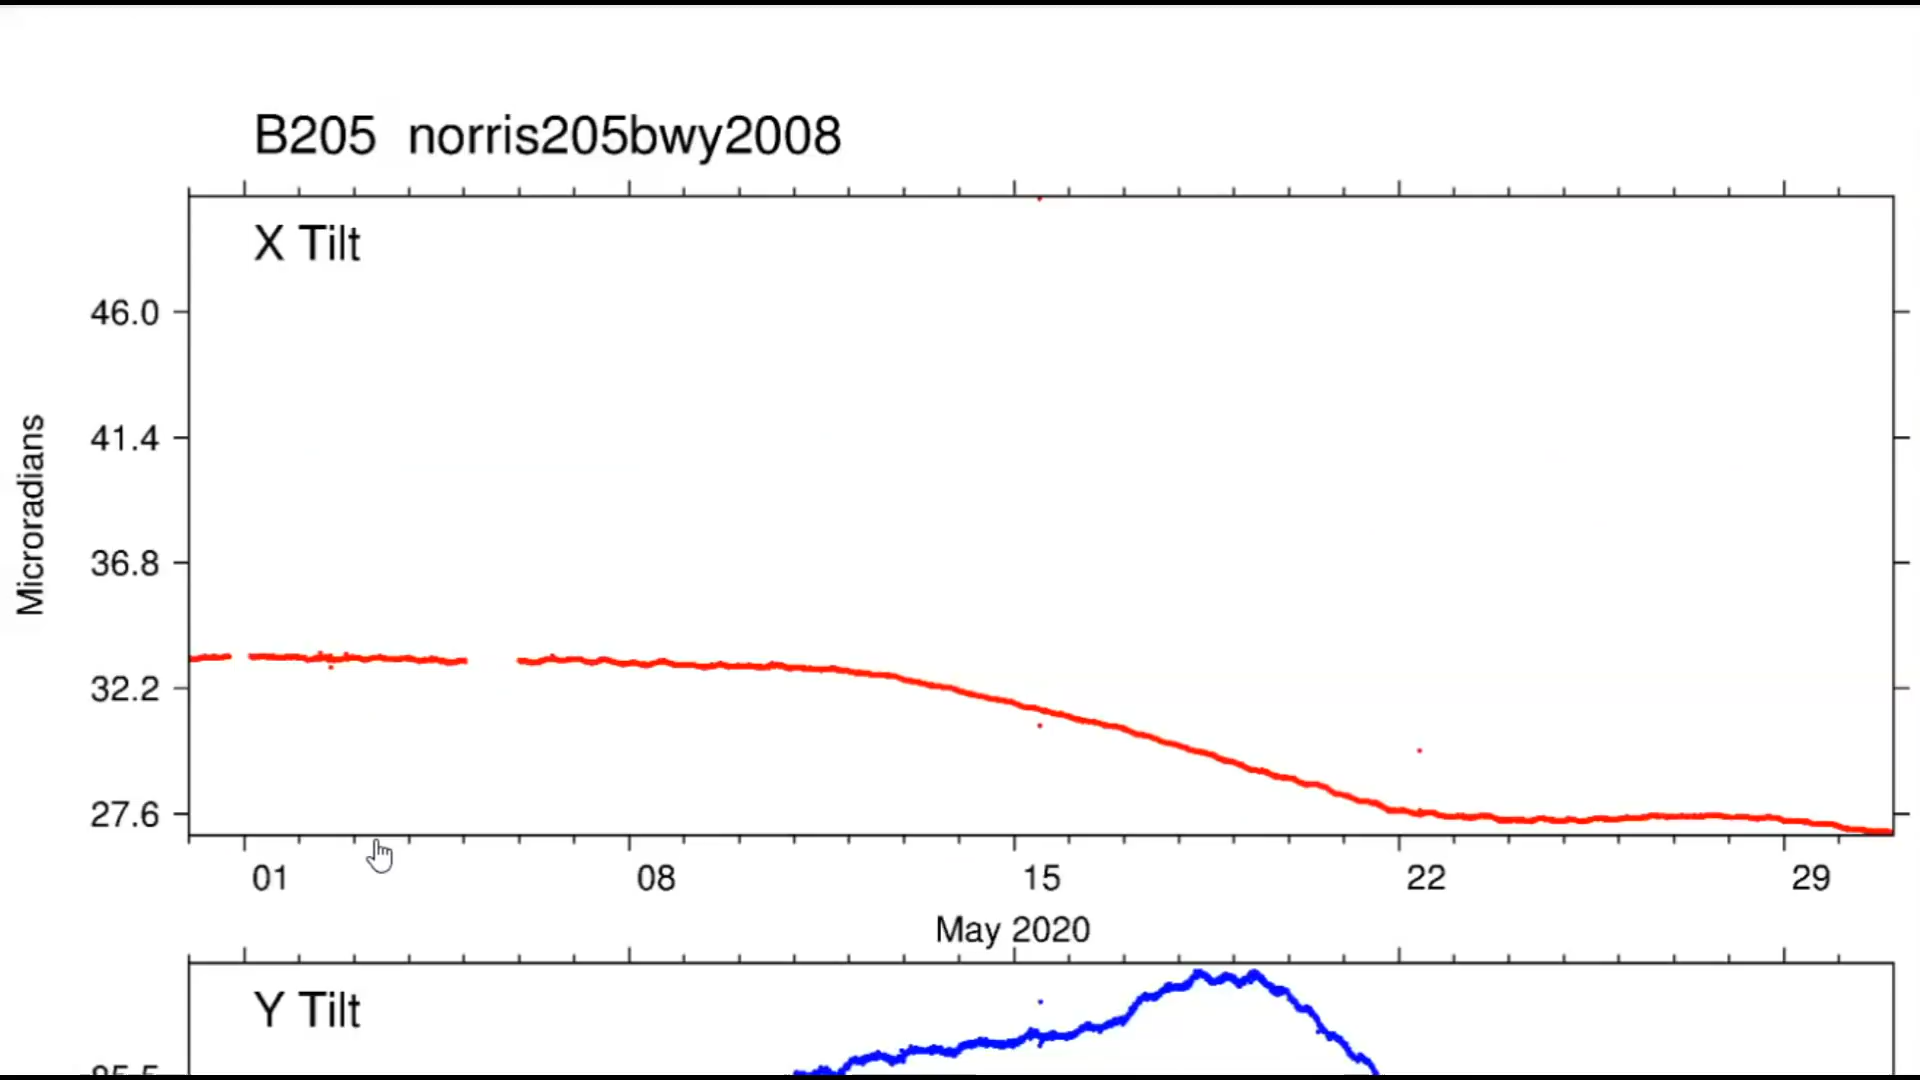 B205 norris205bwy2008
X Tilt
46.0
41.4
36.8
32.2
27.6
Microradians
01 08 15 22 29
May 2020
Y Tilt